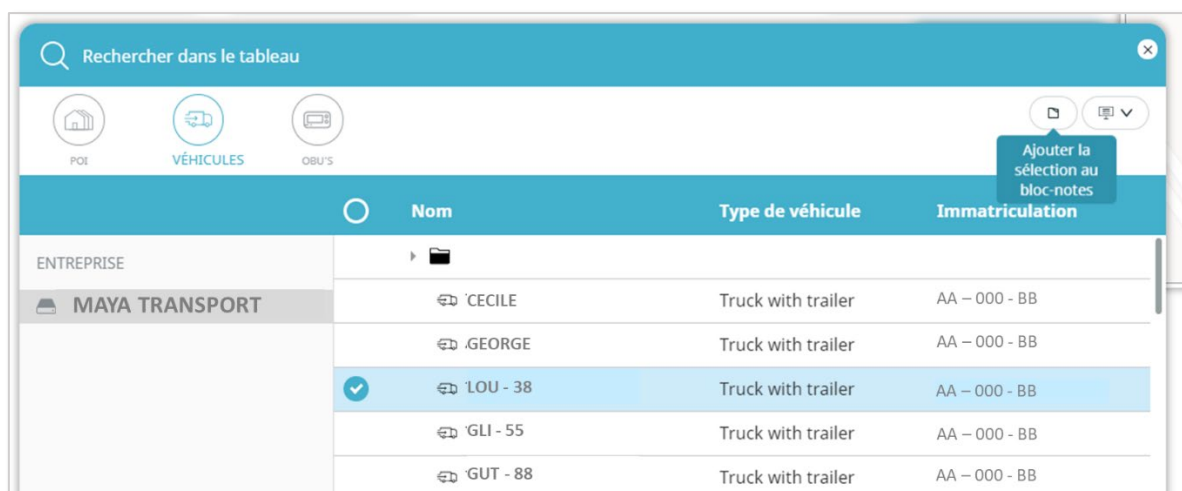 Rechercher dans le tableau
POI
VÉHICULES
OBU'S
Ajouter la
sélection au
bloc-notes
Nom Type de véhicule Immatriculation
ENTREPRISE
MAYA TRANSPORT
CECILE Truck with trailer AA – 000 - BB
GEORGE Truck with trailer AA – 000 - BB
LOU - 38 Truck with trailer AA – 000 - BB
GLI - 55 Truck with trailer AA – 000 - BB
GUT - 88 Truck with trailer AA – 000 - BB